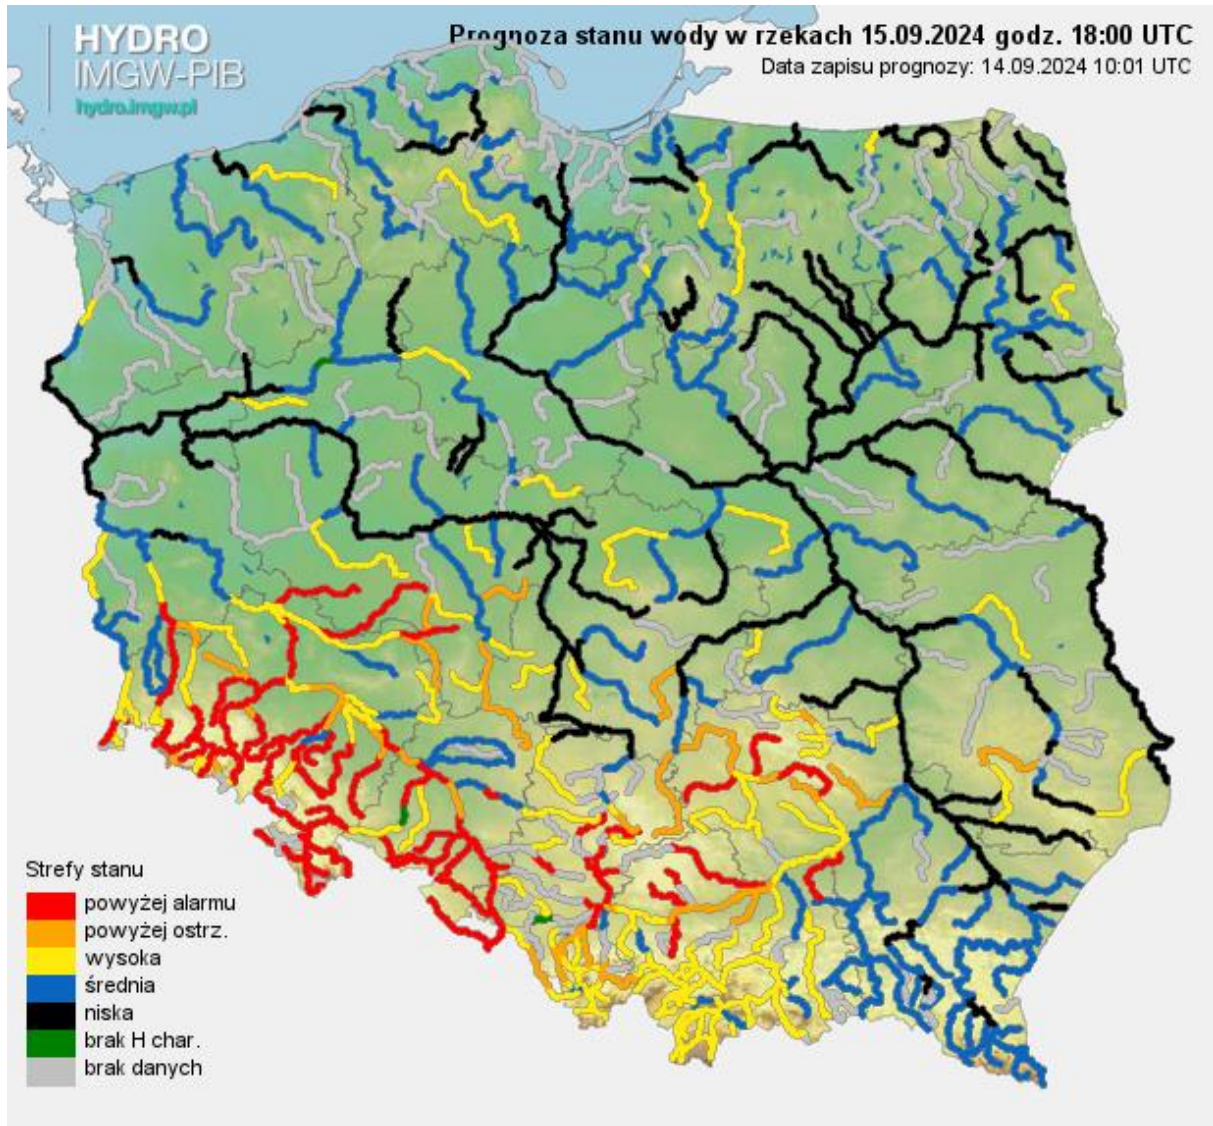 HYDRO
IMGW-PIB
hydro.imgw.pl
Prognoza stanu wody w rzekach 15.09.2024 godz. 18:00 UTC
Data zapisu prognozy: 14.09.2024 10:01 UTC
Strefy stanu
powyżej alarmu
powyżej ostrz.
wysoka
średnia
niska
brak H char.
brak danych